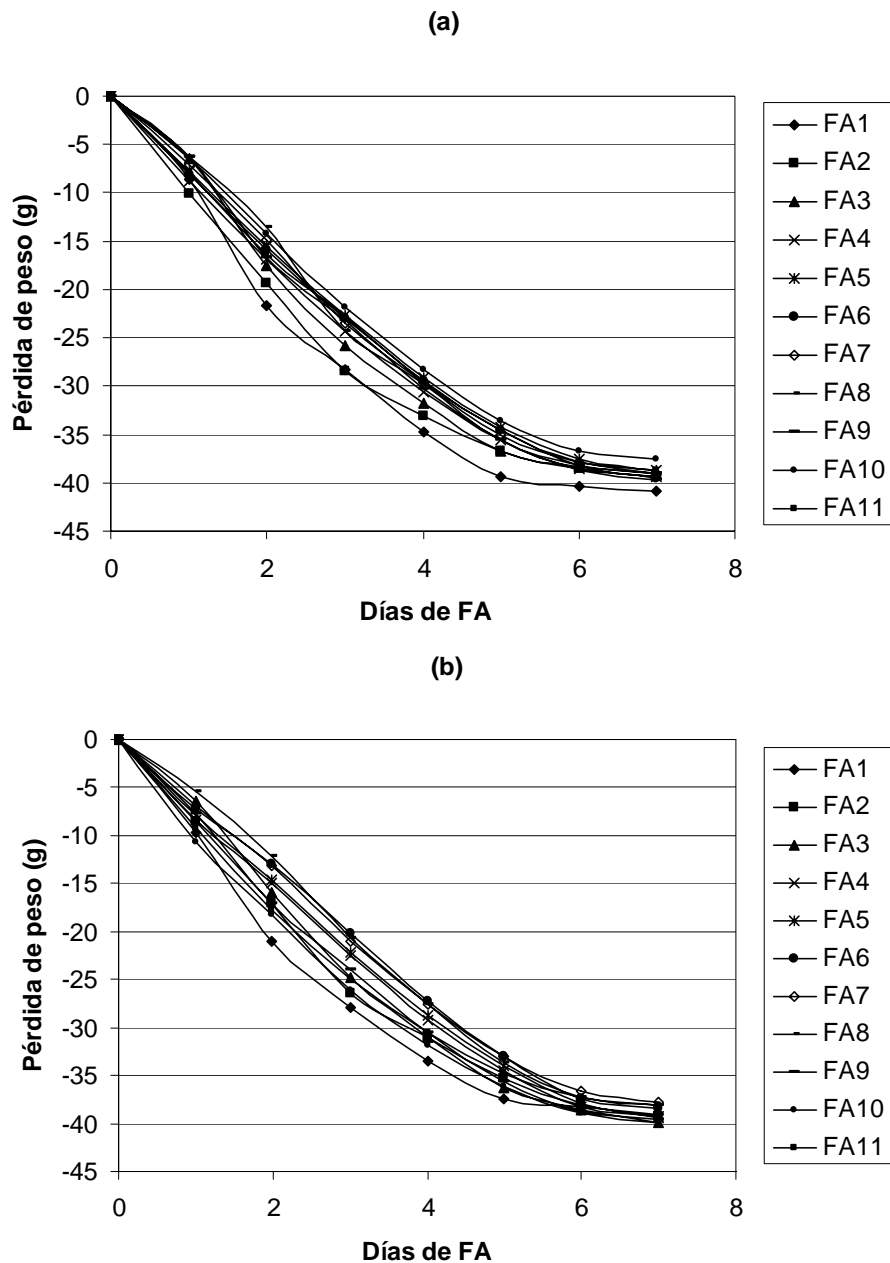 (a)
Pérdida de peso (g)
0
-5
-10
-15
-20
-25
-30
-35
-40
-45
0 2 4 6 8
Días de FA
FA1
FA2
FA3
FA4
FA5
FA6
FA7
FA8
FA9
FA10
FA11
(b)
Pérdida de peso (g)
0
-5
-10
-15
-20
-25
-30
-35
-40
-45
0 2 4 6 8
Días de FA
FA1
FA2
FA3
FA4
FA5
FA6
FA7
FA8
FA9
FA10
FA11